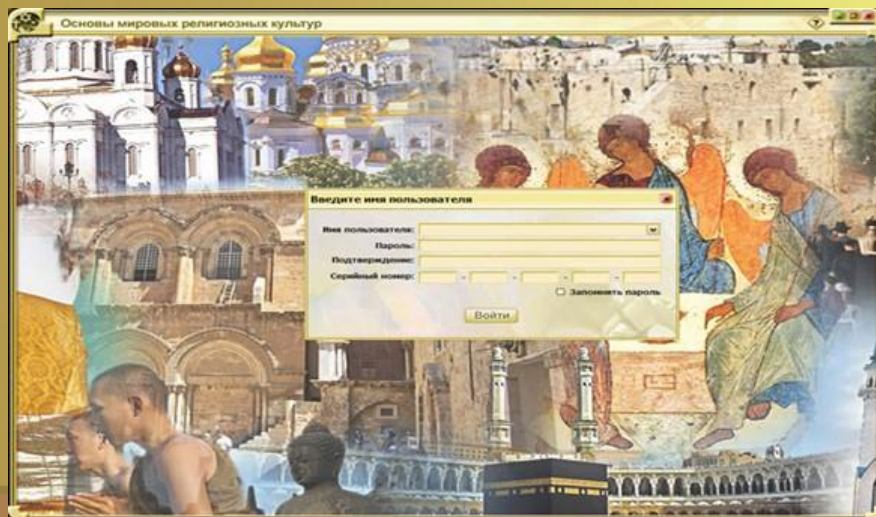 Основы мировых религиозных культур
Введите имя пользователя
Имя пользователя:
Пароль:
Подтверждение:
Серийный номер: - - - -
Запомнить пароль
Войти